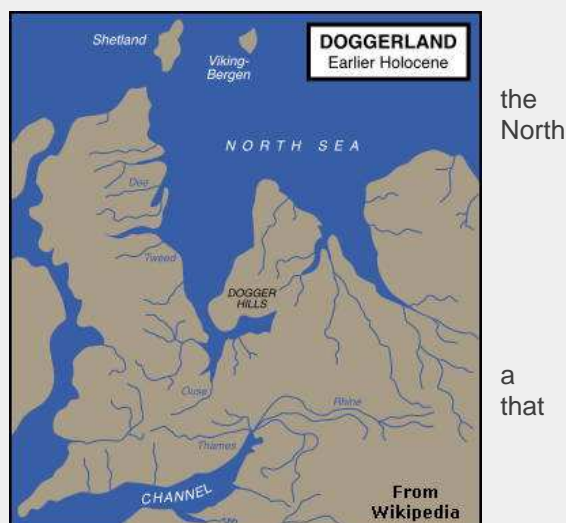 Shetland
Viking-
Bergen
DOGGERLAND
Earlier Holocene
the
North
NORTH SEA
Dee
Tweed
DOGGER
HILLS
a
that
Ouse
Rhine
Thames
CHANNEL
From
Wikipedia